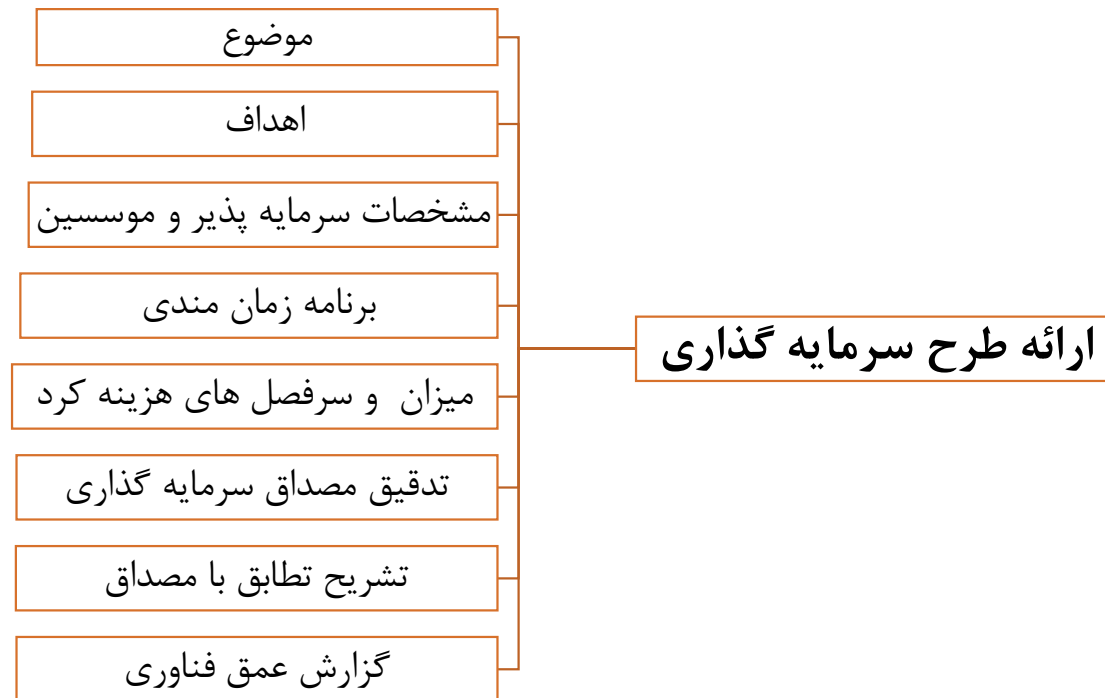 ارائه طرح سرمایه گذاری
موضوع
اهداف
مشخصات سرمایه پذیر و موسسین
برنامه زمان مندی
میزان و سرفصل های هزینه کرد
تدقیق مصداق سرمایه گذاری
تشریح تطابق با مصداق
گزارش عمق فناوری